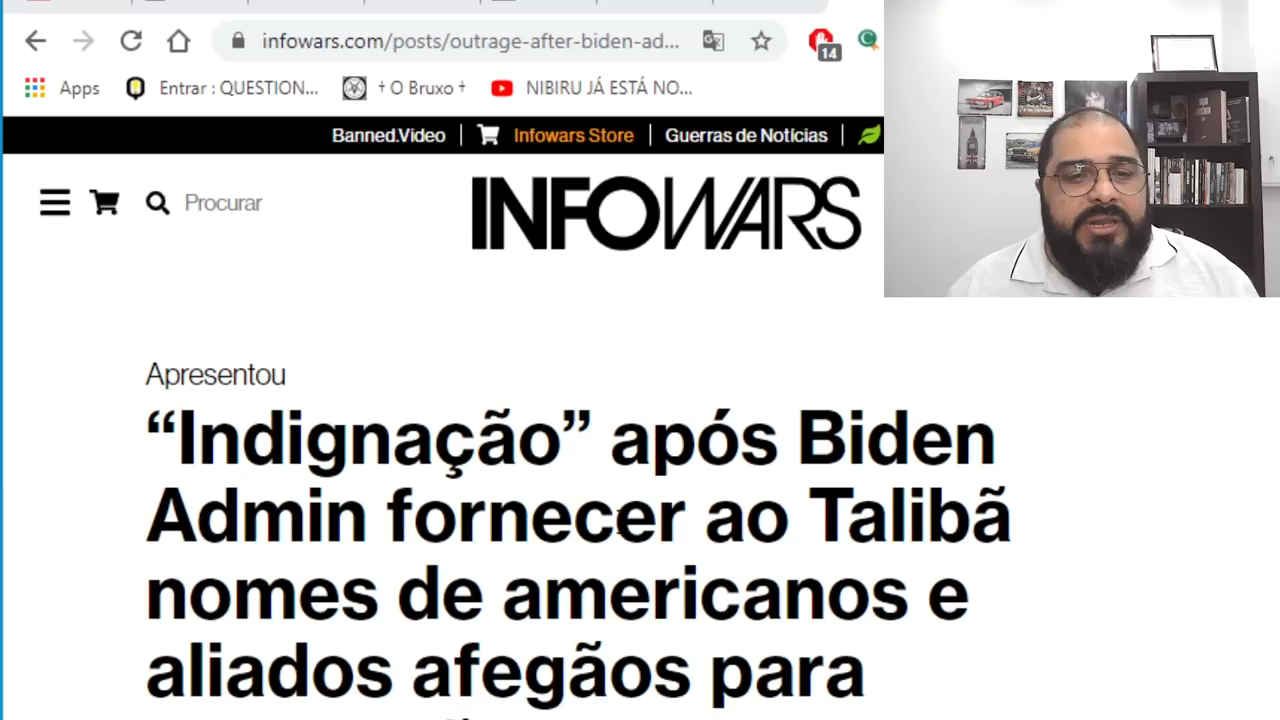 infowars.com/posts/outrage-after-biden-ad...
14
Apps
Entrar : QUESTION...
† O Bruxo †
NIBIRU JÁ ESTÁ NO...
Banned.Video
Infowars Store
Guerras de Notícias
Procurar
INFOWARS
Apresentou
“Indignação” após Biden
Admin fornecer ao Talibã
nomes de americanos e
aliados afegãos para